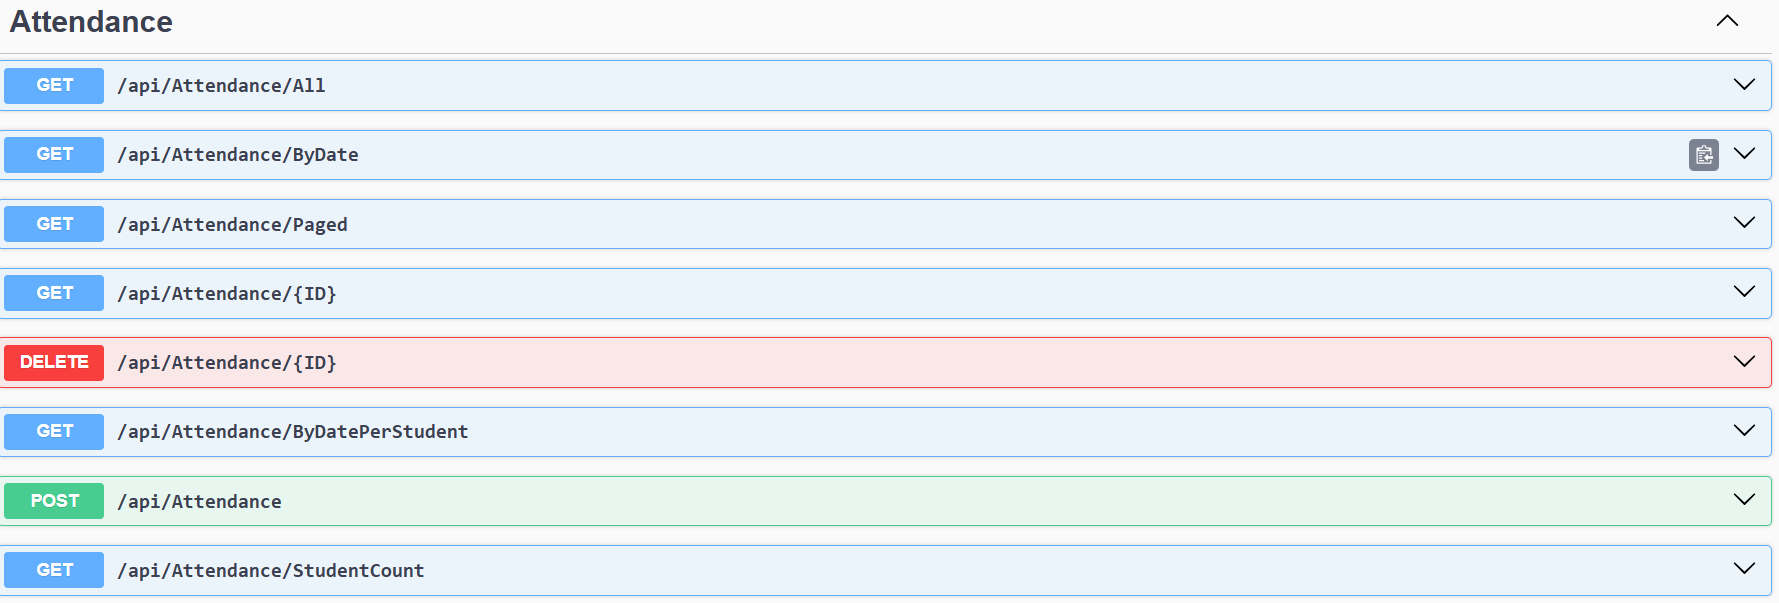 Attendance
GET /api/Attendance/All
GET /api/Attendance/ByDate
GET /api/Attendance/Paged
GET /api/Attendance/{ID}
DELETE /api/Attendance/{ID}
GET /api/Attendance/ByDatePerStudent
POST /api/Attendance
GET /api/Attendance/StudentCount